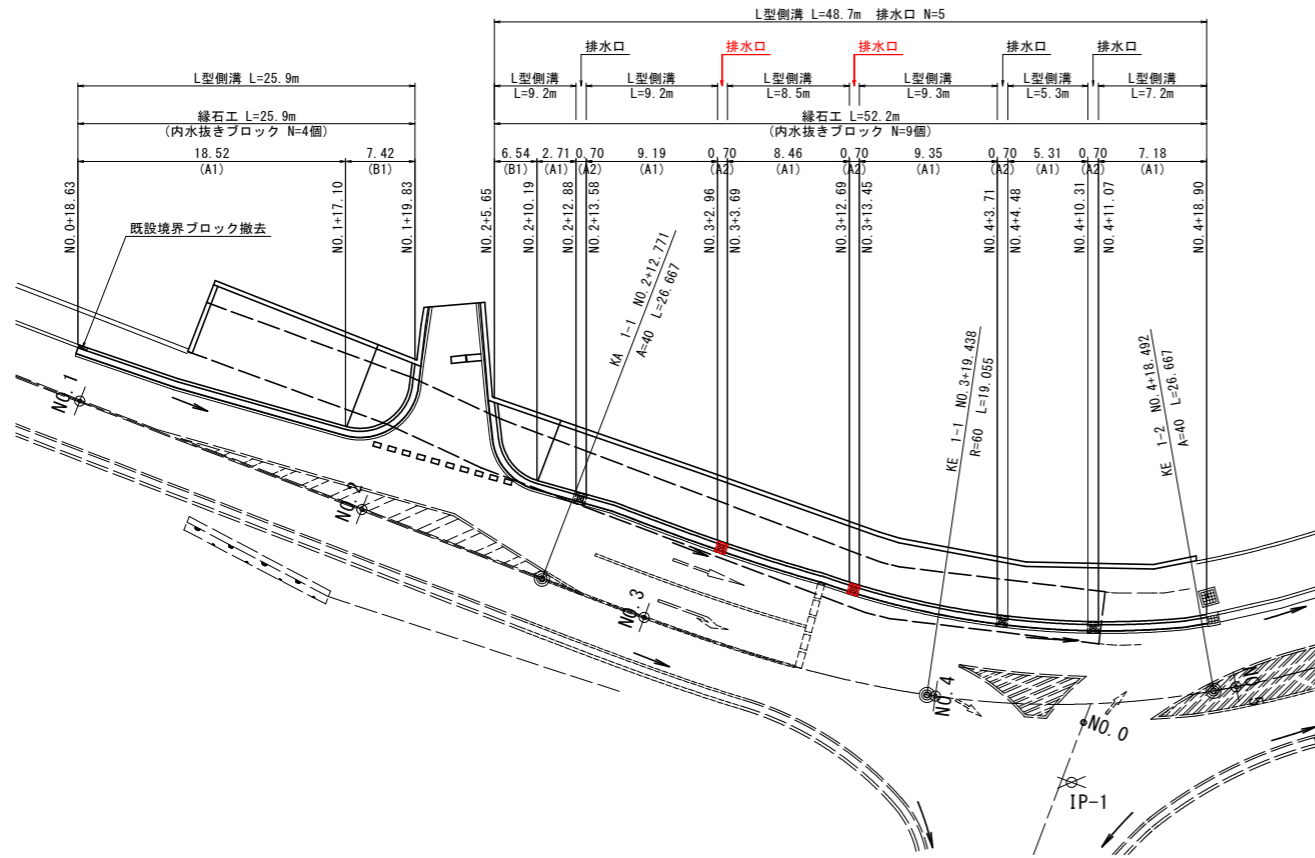 L型側溝 L=48.7m 排水口 N=5
排水口 排水口 排水口 排水口 排水口
L型側溝 L=25.9m
L型側溝 L型側溝 L型側溝 L型側溝 L型側溝 L型側溝
L=9.2m L=9.2m L=8.5m L=9.3m L=5.3m L=7.2m
縁石工 L=25.9m
(内水抜きブロック N=4個)
縁石工 L=52.2m
(内水抜きブロック N=9個)
18.52 7.42 6.54 2.71 0.70 9.19 0.70 8.46 0.70 9.35 0.70 5.31 0.70 7.18
(A1) (B1) (B1) (A1) (A2) (A1) (A2) (A1) (A2) (A1) (A2) (A1) (A2) (A1)
NO.0+18.63
NO.1+17.10
NO.1+19.83
NO.2+5.65
NO.2+10.19
NO.2+12.88
NO.2+13.58
NO.3+2.96
NO.3+3.69
NO.3+12.69
NO.3+13.45
NO.4+3.71
NO.4+4.48
NO.4+10.31
NO.4+11.07
NO.4+18.90
既設境界ブロック撤去
KA 1-1 NO.2+12.771
A=40 L=26.667
KE 1-1 NO.3+19.438
R=60 L=19.055
KE 1-2 NO.4+18.492
A=40 L=26.667
NO.1
NO.2
NO.3
NO.4
NO.5
NO.0
IP-1